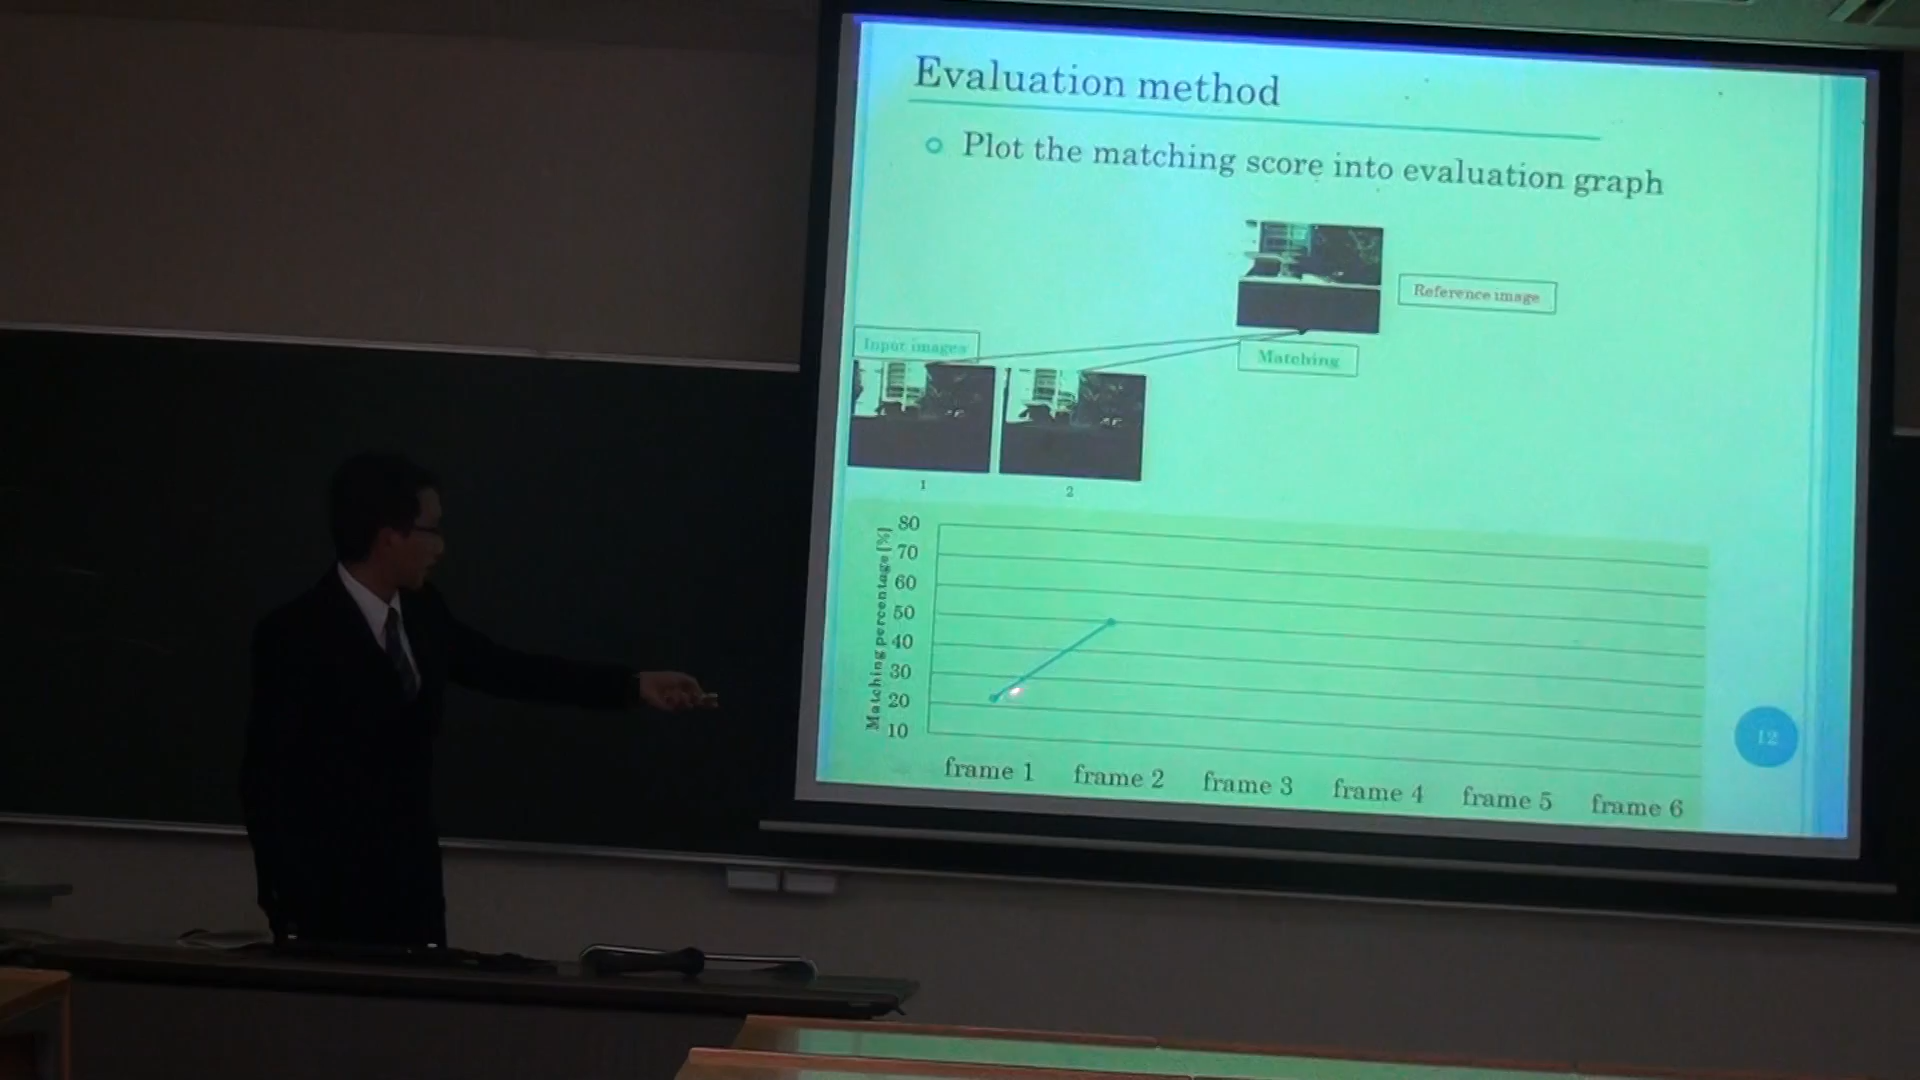 Evaluation method
Plot the matching score into evaluation graph
Reference image
Input images
Matching
1
2
Matching percentage [%]
80
70
60
50
40
30
20
10
frame 1
frame 2
frame 3
frame 4
frame 5
frame 6
12